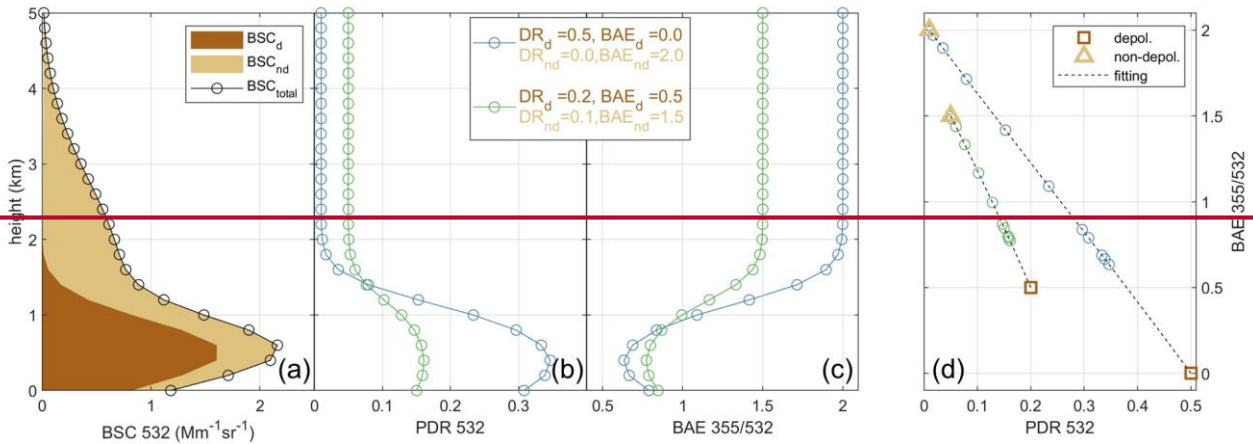 BSC_d
BSC_nd
BSC_total
DR_d =0.5, BAE_d =0.0
DR_nd =0.0,BAE_nd =2.0
DR_d =0.2, BAE_d =0.5
DR_nd =0.1,BAE_nd =1.5
depol.
non-depol.
fitting
5
4
3
2
1
0
height (km)
2
1.5
1
0.5
0
BAE 355/532
(a)
(b)
(c)
(d)
0 1 2
0 0.1 0.2 0.3
0.5 1 1.5 2
0 0.1 0.2 0.3 0.4 0.5
BSC 532 (Mm⁻¹sr⁻¹)
PDR 532
BAE 355/532
PDR 532